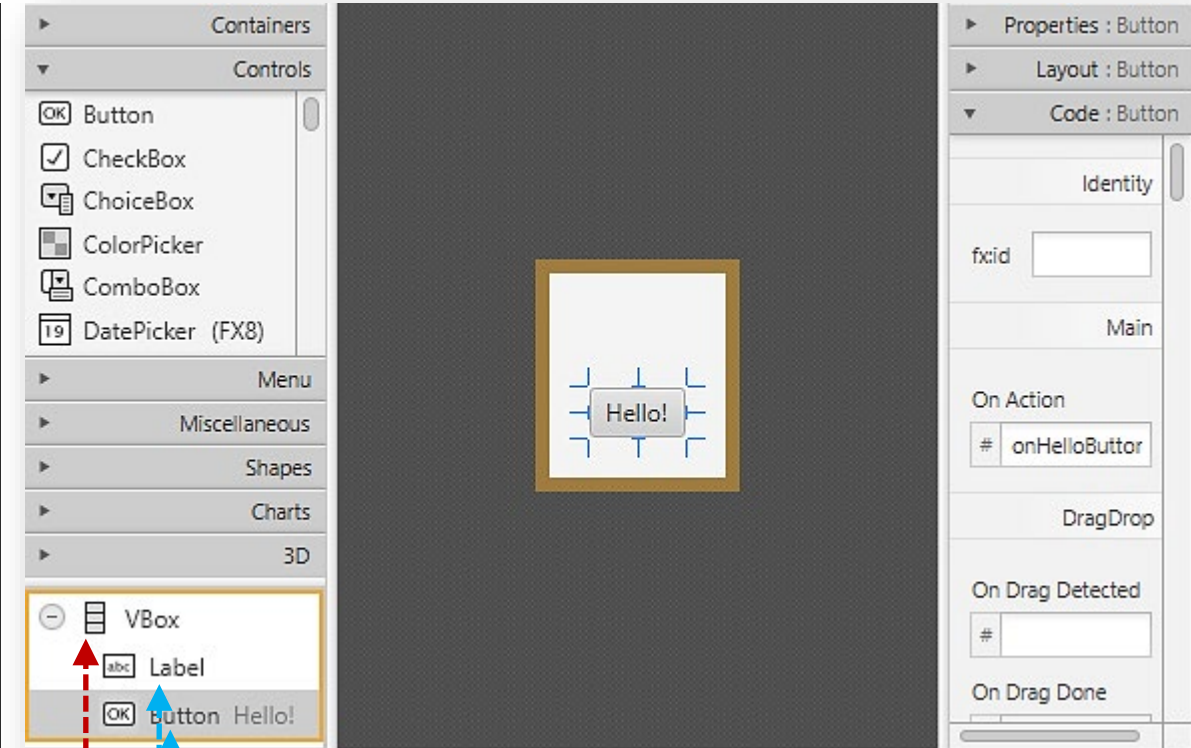 Containers
Controls
OK Button
CheckBox
ChoiceBox
ColorPicker
ComboBox
19 DatePicker (FX8)
Menu
Miscellaneous
Shapes
Charts
3D
VBox
abc Label
OK Button Hello!
Hello!
Properties : Button
Layout : Button
Code : Button
Identity
fx:id
Main
On Action
# onHelloButtor
DragDrop
On Drag Detected
#
On Drag Done